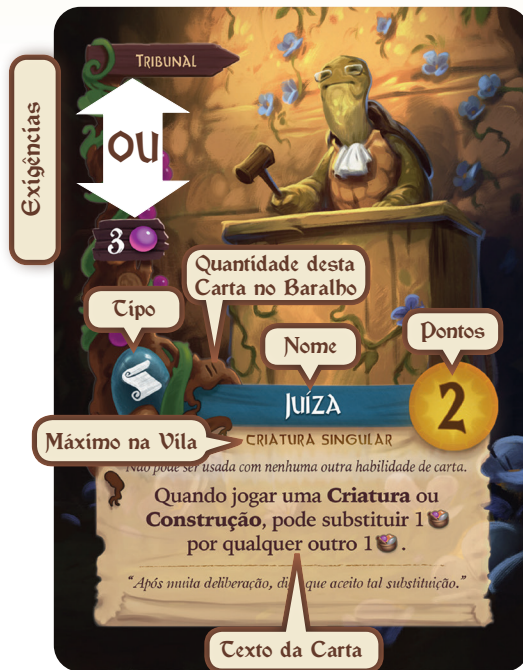 Tribunal
OU
Exigências
3
Quantidade desta
Carta no Baralho
Tipo
Nome
Pontos
Juíza
2
Máximo na Vila
Criatura Singular
Não pode ser usada com nenhuma outra habilidade de carta.
Quando jogar uma Criatura ou
Construção, pode substituir 1
por qualquer outro 1 .
“Após muita deliberação, que aceito tal substituição.”
Texto da Carta